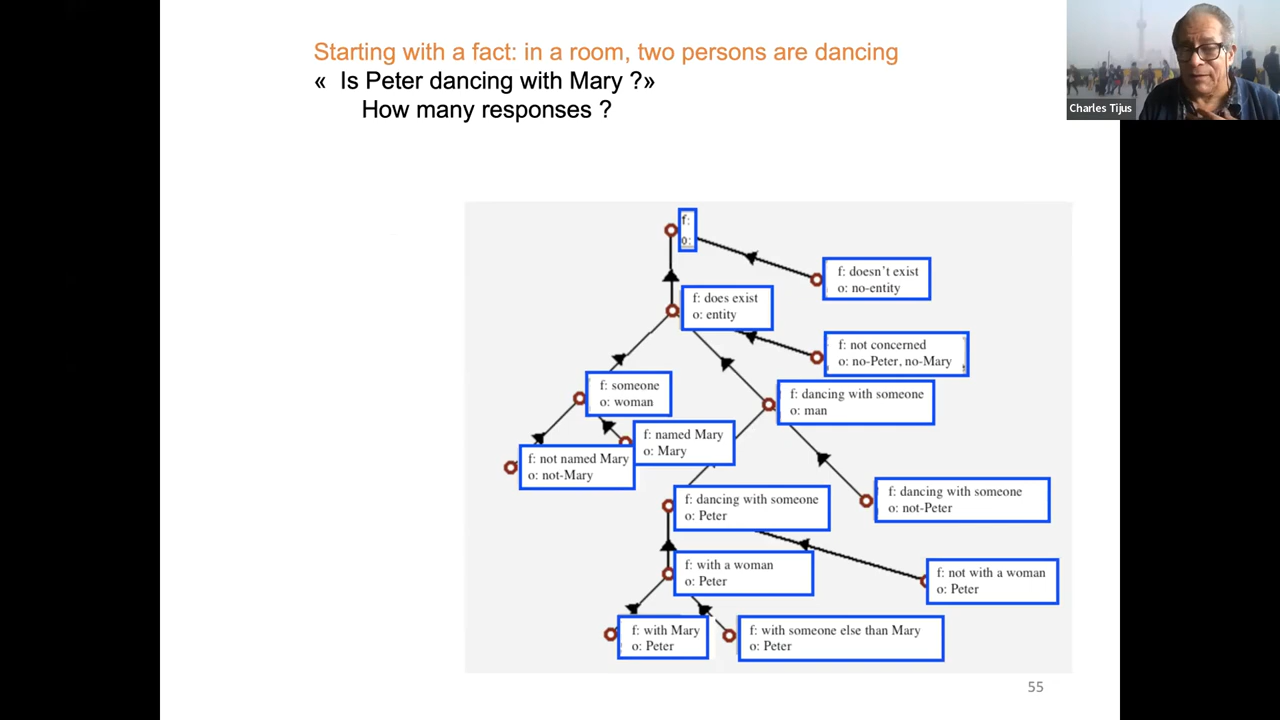 Starting with a fact: in a room, two persons are dancing
« Is Peter dancing with Mary ?»
How many responses ?
Charles Tijus
f:
o:
f: doesn't exist
o: no-entity
f: does exist
o: entity
f: not concerned
o: no-Peter, no-Mary
f: someone
o: woman
f: dancing with someone
o: man
f: named Mary
o: Mary
f: not named Mary
o: not-Mary
f: dancing with someone
o: Peter
f: dancing with someone
o: not-Peter
f: with a woman
o: Peter
f: not with a woman
o: Peter
f: with Mary
o: Peter
f: with someone else than Mary
o: Peter
55